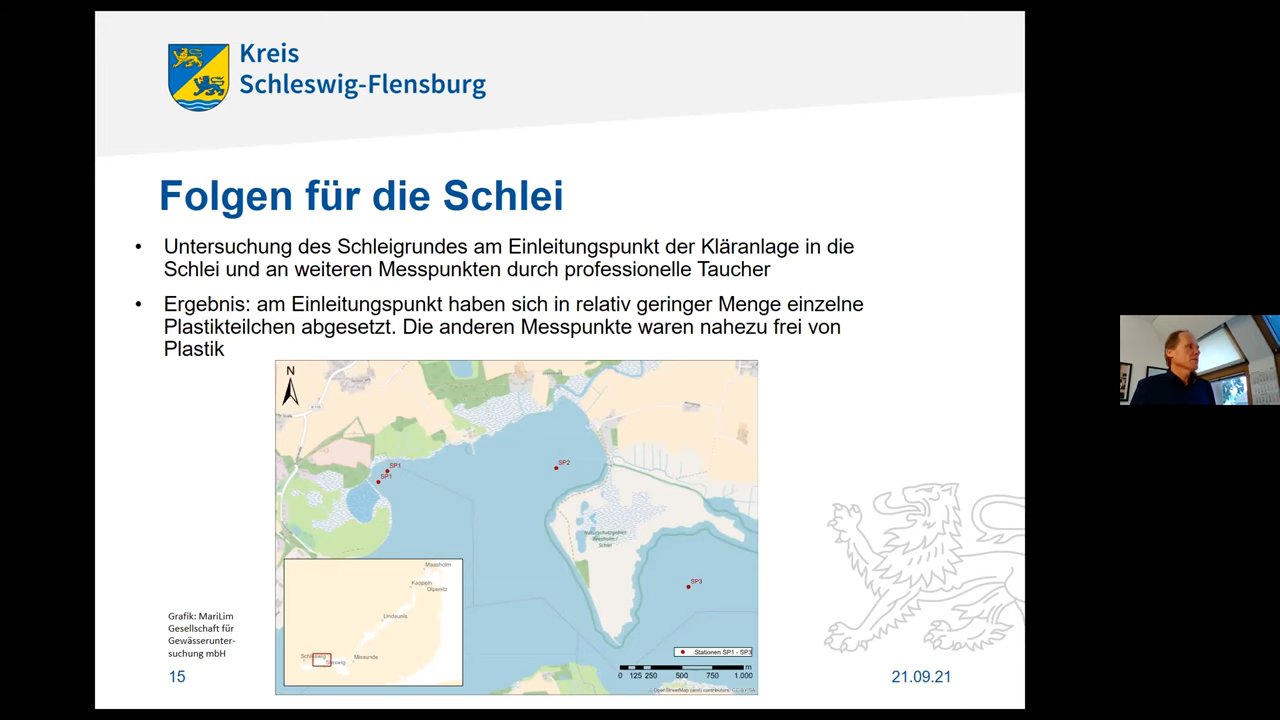 Kreis
Schleswig-Flensburg
Folgen für die Schlei
• Untersuchung des Schleigrundes am Einleitungspunkt der Kläranlage in die
Schlei und an weiteren Messpunkten durch professionelle Taucher
• Ergebnis: am Einleitungspunkt haben sich in relativ geringer Menge einzelne
Plastikteilchen abgesetzt. Die anderen Messpunkte waren nahezu frei von
Plastik
N
SP1
SP1
SP2
SP3
Maasholm
Kappeln
Olpenitz
Lindaunis
Missunde
Stationen SP1 - SP3
m
0 125 250 500 750 1.000
Grafik: MariLim
Gesellschaft für
Gewässerunter-
suchung mbH
15
21.09.21